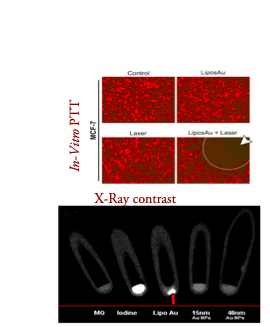 Control LiposAu
In-Vitro PTT
MCF-7
Laser LiposAu + Laser
X-Ray contrast
MQ Iodine Lipo Au 15nm Au NPs 40nm Au NPs